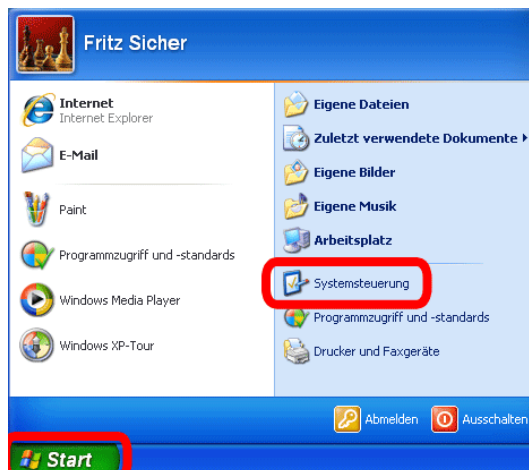 Fritz Sicher
Internet
Internet Explorer
E-Mail
Paint
Programmzugriff und -standards
Windows Media Player
Windows XP-Tour
Eigene Dateien
Zuletzt verwendete Dokumente
Eigene Bilder
Eigene Musik
Arbeitsplatz
Systemsteuerung
Programmzugriff und -standards
Drucker und Faxgeräte
Abmelden
Ausschalten
Start